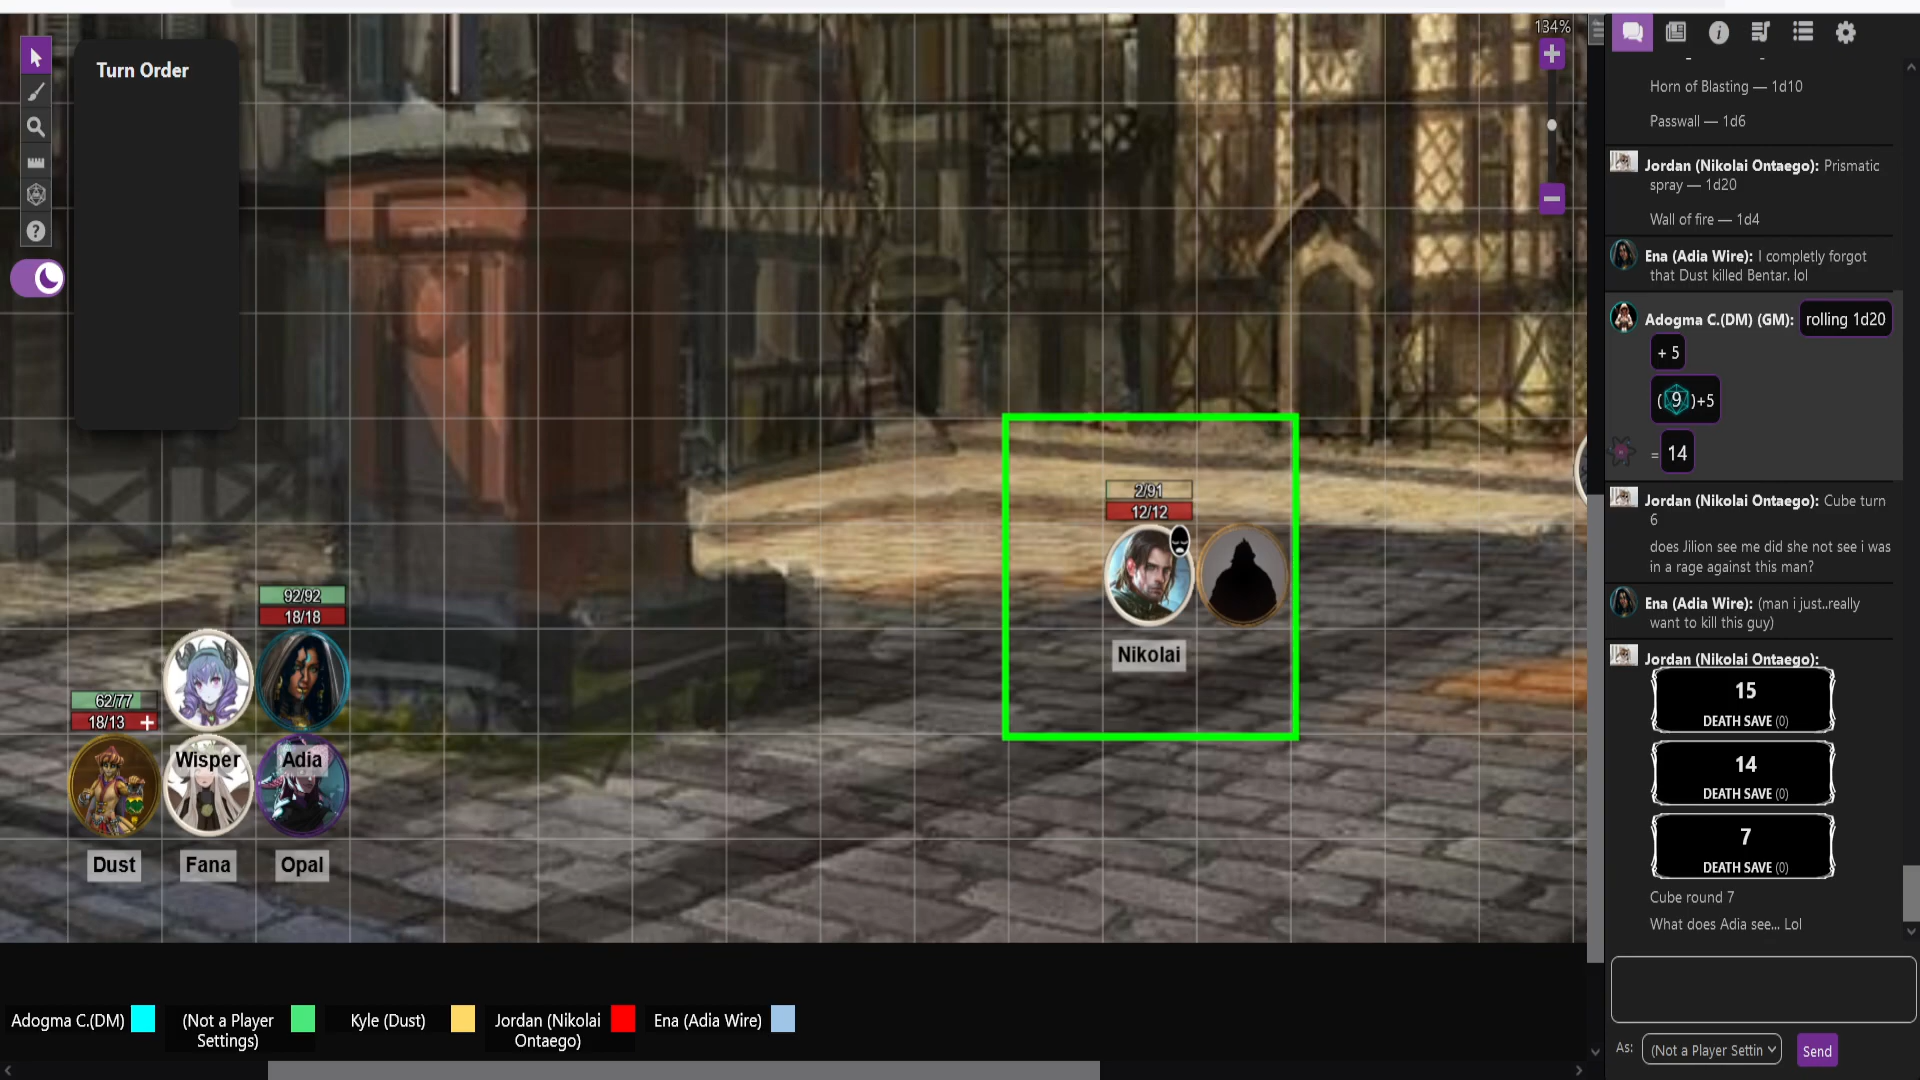 Turn Order
134%
2/91
12/12
Nikolai
92/92
18/18
62/77
18/13
Wisper
Adia
Dust
Fana
Opal
Adogma C.(DM)
(Not a Player
Settings)
Kyle (Dust)
Jordan (Nikolai
Ontaego)
Ena (Adia Wire)
Horn of Blasting — 1d10
Passwall — 1d6
Jordan (Nikolai Ontaego): Prismatic
spray — 1d20
Wall of fire — 1d4
Ena (Adia Wire): I completly forgot
that Dust killed Bentar. lol
Adogma C.(DM) (GM): rolling 1d20
+ 5
(9)+5
= 14
Jordan (Nikolai Ontaego): Cube turn
6
does Jilion see me did she not see i was
in a rage against this man?
Ena (Adia Wire): (man i just..really
want to kill this guy)
Jordan (Nikolai Ontaego):
15
DEATH SAVE (0)
14
DEATH SAVE (0)
7
DEATH SAVE (0)
Cube round 7
What does Adia see... Lol
As: (Not a Player Settin
Send